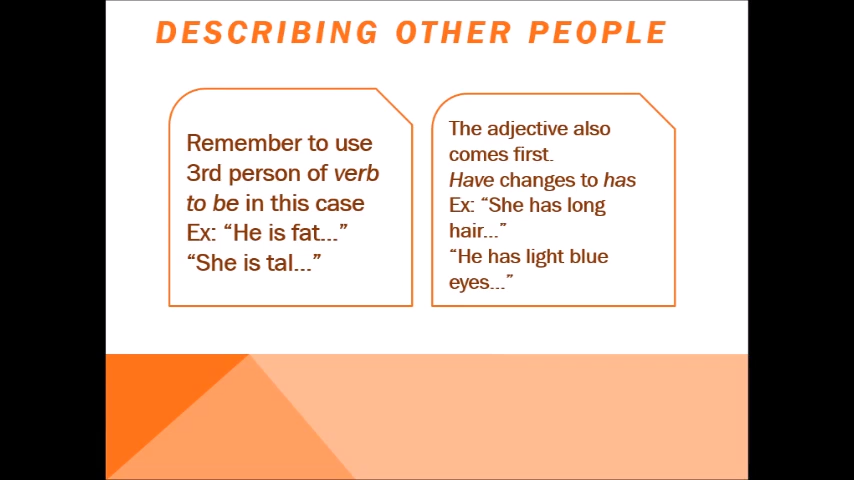 DESCRIBING OTHER PEOPLE
Remember to use
3rd person of verb
to be in this case
Ex: “He is fat...”
“She is tal...”
The adjective also
comes first.
Have changes to has
Ex: “She has long
hair...”
“He has light blue
eyes...”